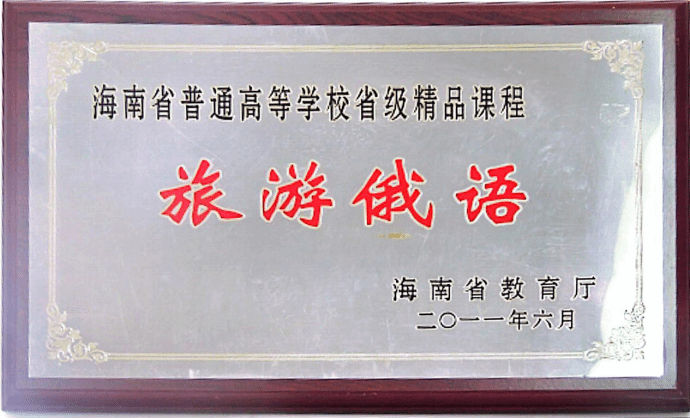 海南省普通高等学校省级精品课程
旅游俄语
海南省教育厅
二〇一一年六月